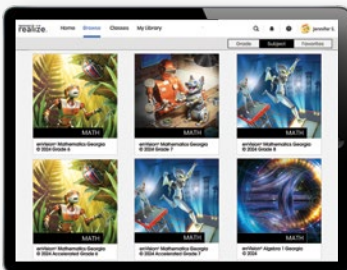 realize.
Home Browse Classes My Library
Jennifer S.
Grade Subject Favorites
MATH MATH MATH
enVision® Mathematics Georgia
© 2024 Grade 6
enVision® Mathematics Georgia
© 2024 Grade 7
enVision® Mathematics Georgia
© 2024 Grade 8
MATH MATH MATH
enVision® Mathematics Georgia
© 2024 Accelerated Grade 6
enVision® Mathematics Georgia
© 2024 Accelerated Grade 7
enVision® Algebra 1 Georgia
© 2024